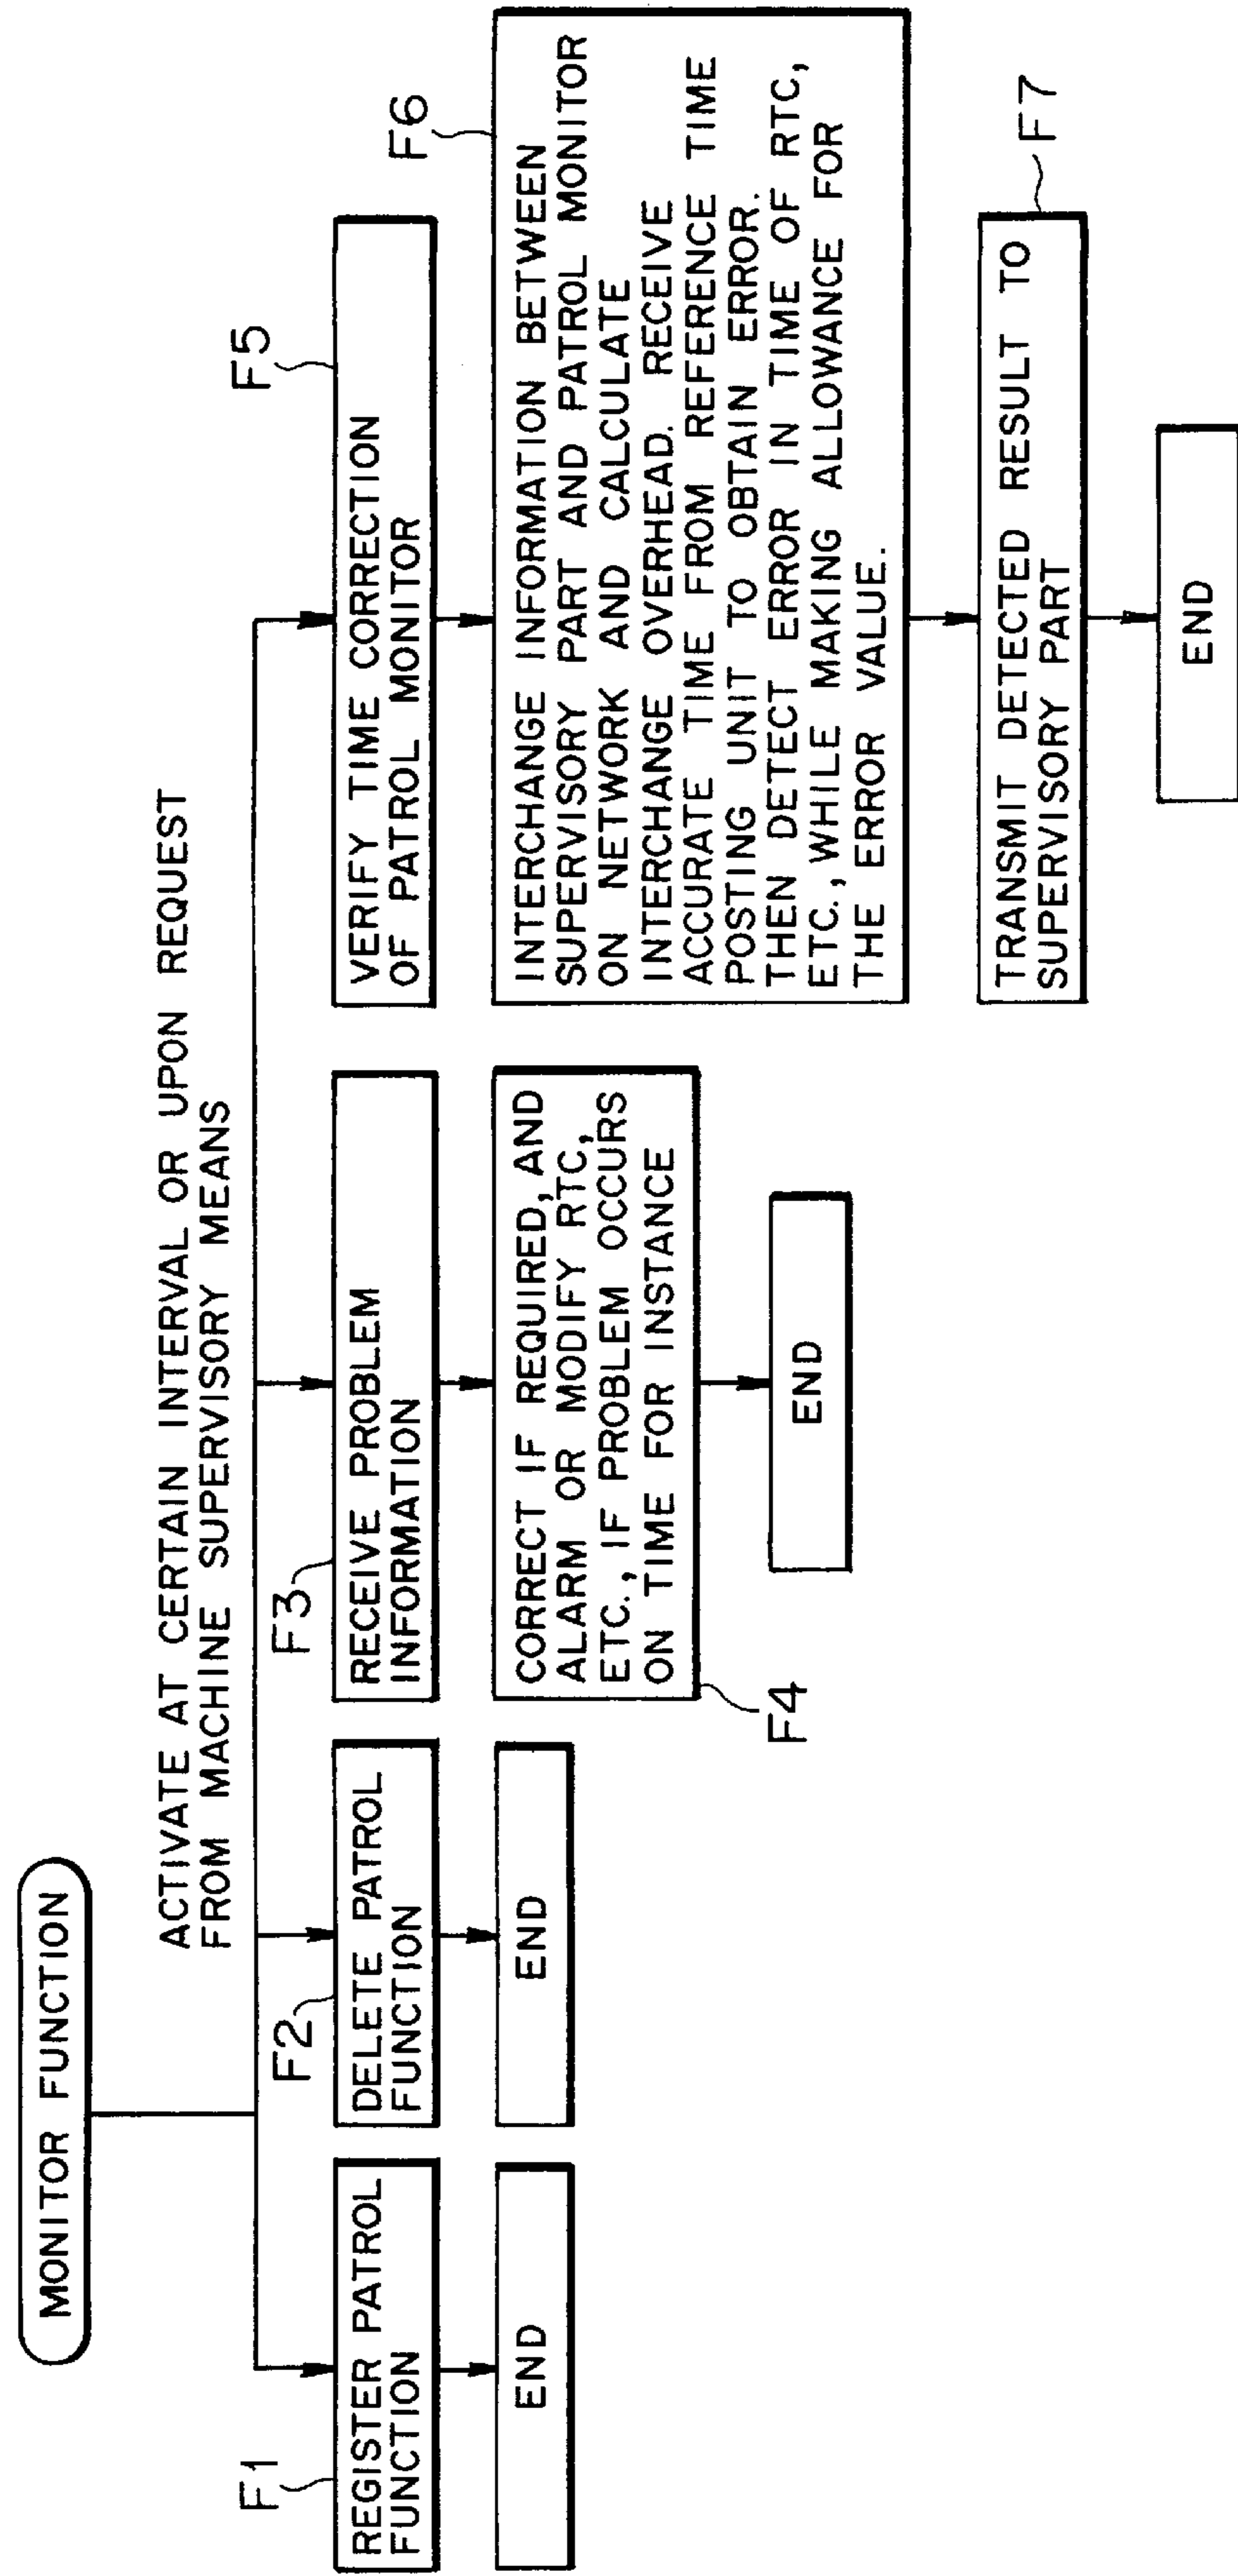 MONITOR FUNCTION
ACTIVATE AT CERTAIN INTERVAL OR UPON REQUEST
FROM MACHINE SUPERVISORY MEANS
F1
REGISTER PATROL
FUNCTION
END
F2
DELETE PATROL
FUNCTION
END
F3
RECEIVE PROBLEM
INFORMATION
CORRECT IF REQUIRED, AND
ALARM OR MODIFY RTC,
ETC., IF PROBLEM OCCURS
ON TIME FOR INSTANCE
F4
END
F5
VERIFY TIME CORRECTION
OF PATROL MONITOR
F6
INTERCHANGE INFORMATION BETWEEN
SUPERVISORY PART AND PATROL MONITOR
ON NETWORK AND CALCULATE
INTERCHANGE OVERHEAD. RECEIVE
ACCURATE TIME FROM REFERENCE TIME
POSTING UNIT TO OBTAIN ERROR.
THEN DETECT ERROR IN TIME OF RTC,
ETC., WHILE MAKING ALLOWANCE FOR
THE ERROR VALUE.
F7
TRANSMIT DETECTED RESULT TO
SUPERVISORY PART
END